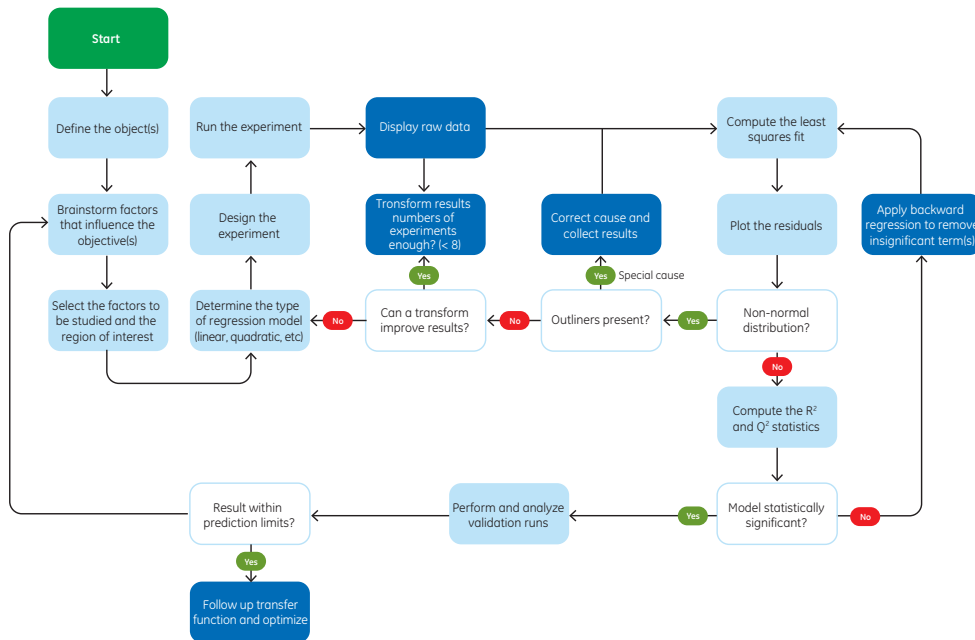 Start
Define the object(s)
Run the experiment
Display raw data
Compute the least
squares fit
Brainstorm factors
that influence the
objective(s)
Design the
experiment
Transform results
numbers of
experiments
enough? (< 8)
Correct cause and
collect results
Plot the residuals
Apply backward
regression to remove
insignificant term(s)
Yes
Yes
Special cause
Select the factors to
be studied and the
region of interest
Determine the type
of regression model
(linear, quadratic, etc)
No
Can a transform
improve results?
No
Outliners present?
Yes
Non-normal
distribution?
No
Compute the R²
and Q² statistics
Result within
prediction limits?
Perform and analyze
validation runs
Yes
Model statistically
significant?
No
Yes
Follow up transfer
function and optimize